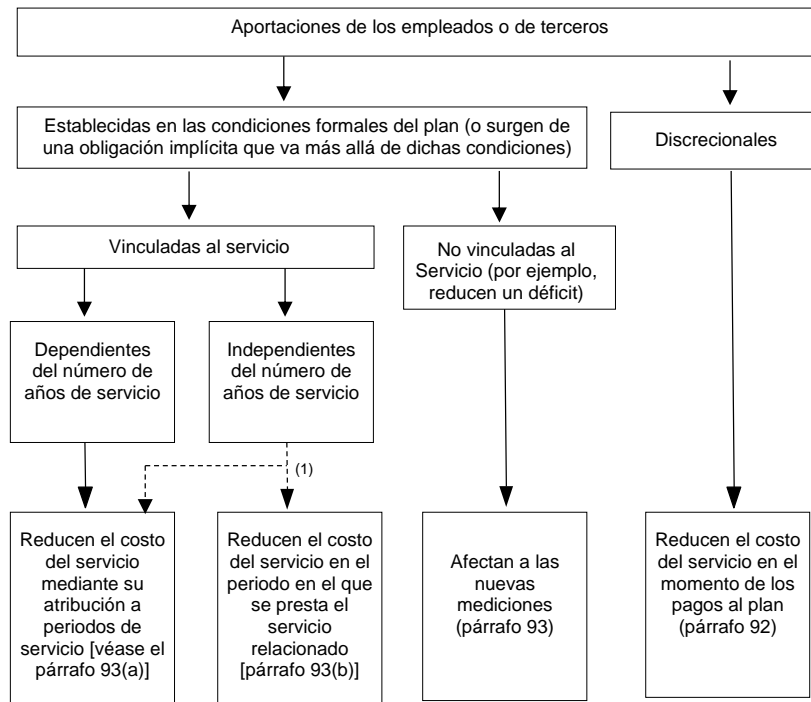 Aportaciones de los empleados o de terceros
Establecidas en las condiciones formales del plan (o surgen de
una obligación implícita que va más allá de dichas condiciones)
Discrecionales
Vinculadas al servicio
No vinculadas al
Servicio (por ejemplo,
reducen un déficit)
Dependientes
del número de
años de servicio
Independientes
del número de
años de servicio
(1)
Reducen el costo
del servicio
mediante su
atribución a
periodos de
servicio [véase el
párrafo 93(a)]
Reducen el costo
del servicio en el
periodo en el que
se presta el
servicio
relacionado
[párrafo 93(b)]
Afectan a las
nuevas
mediciones
(párrafo 93)
Reducen el costo
del servicio en el
momento de los
pagos al plan
(párrafo 92)